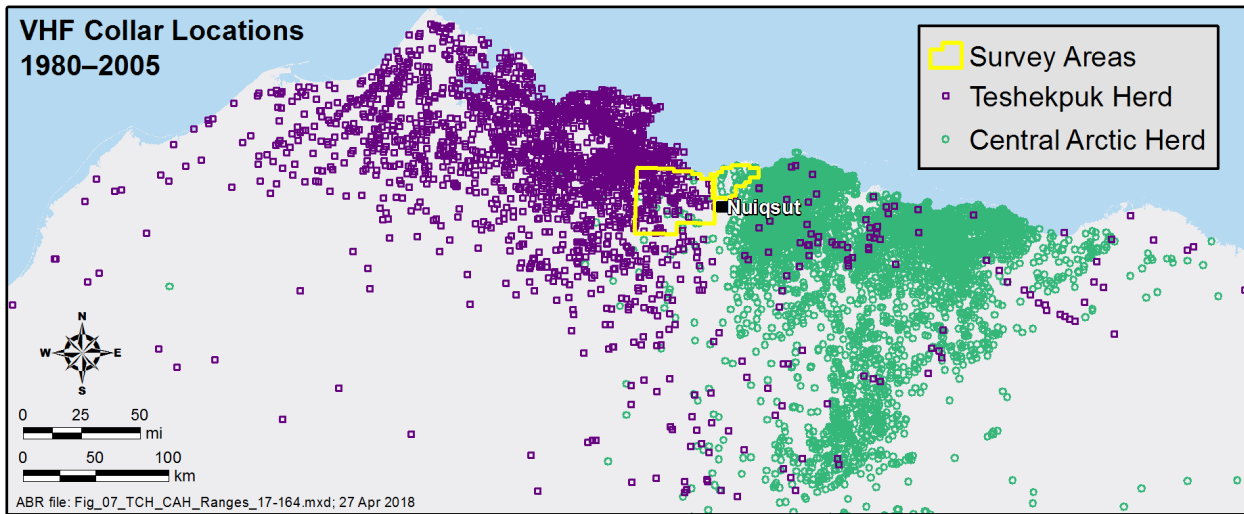 VHF Collar Locations
1980–2005
Survey Areas
Teshekpuk Herd
Central Arctic Herd
Nuiqsut
N
W E
S
0 25 50
mi
0 50 100
km
ABR file: Fig_07_TCH_CAH_Ranges_17-164.mxd; 27 Apr 2018